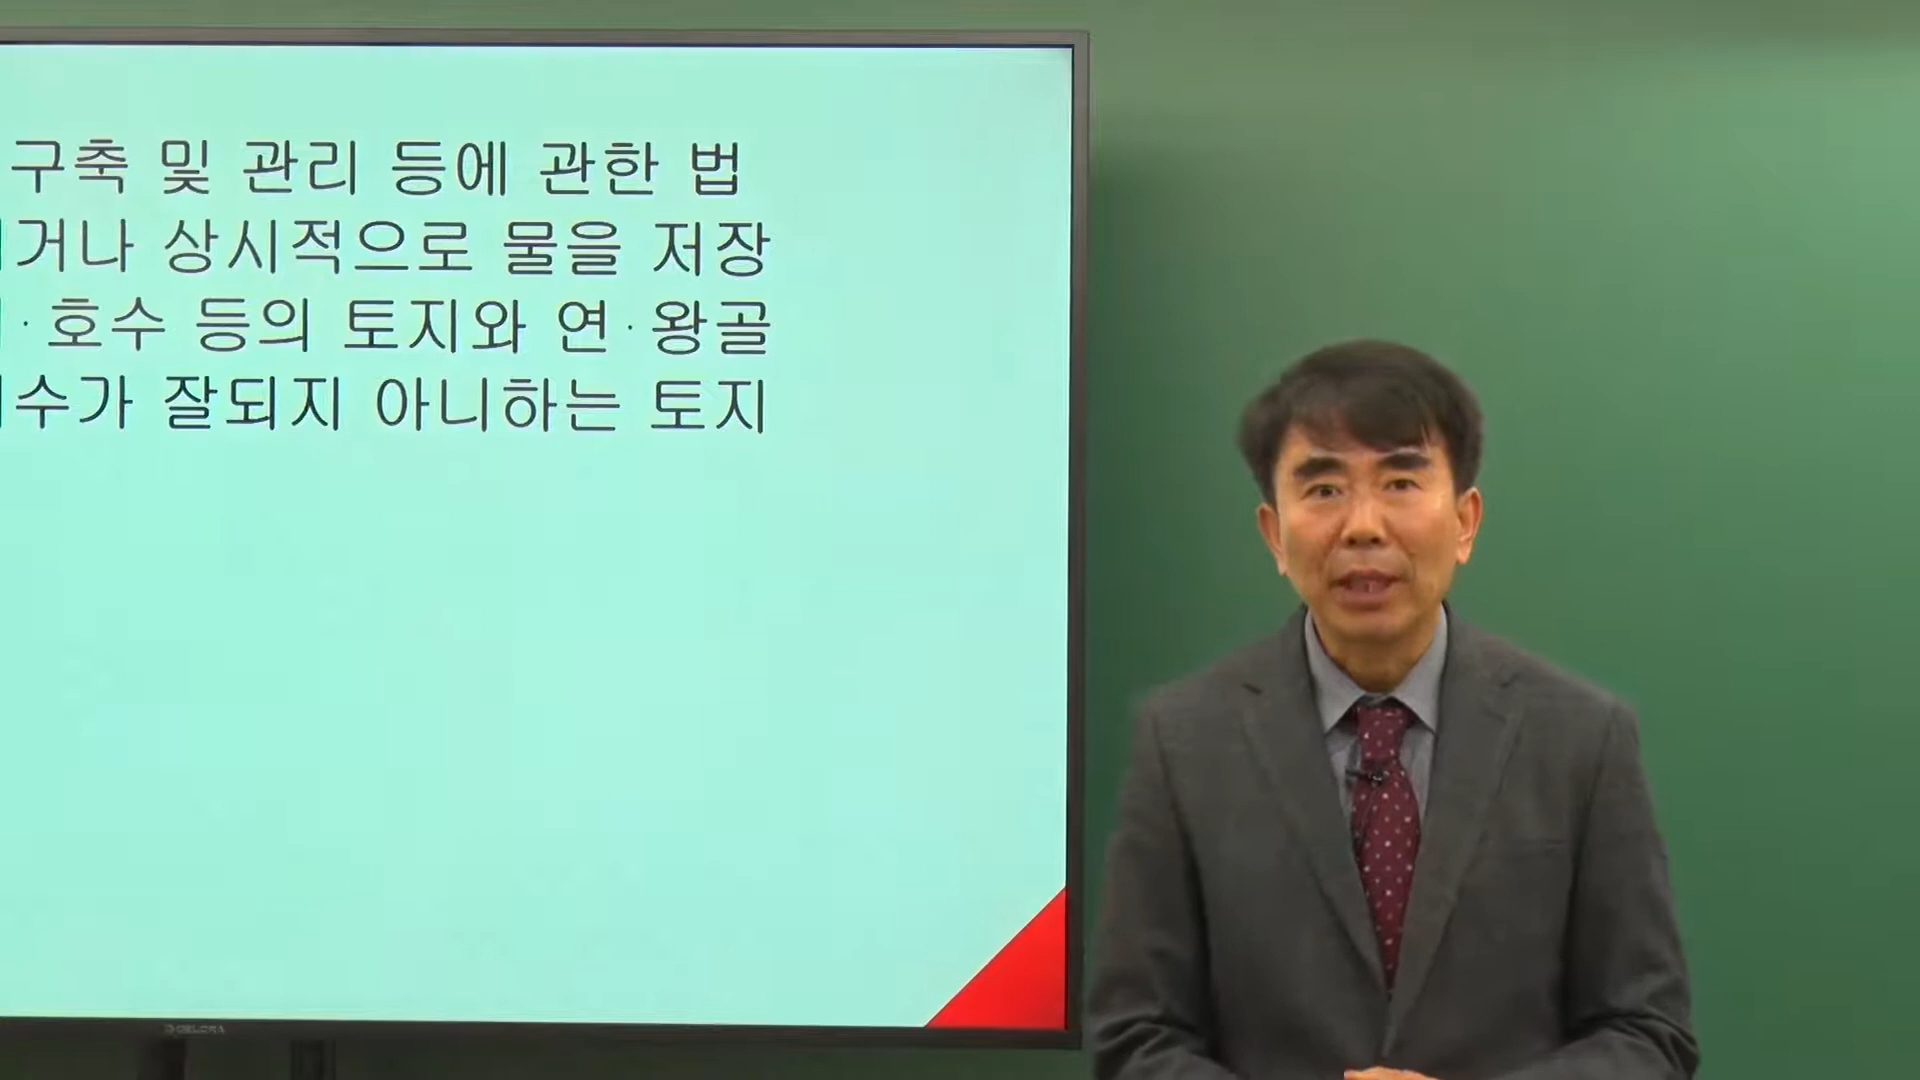 구축 및 관리 등에 관한 법
거나 상시적으로 물을 저장
· 호수 등의 토지와 연·왕골
수가 잘되지 아니하는 토지